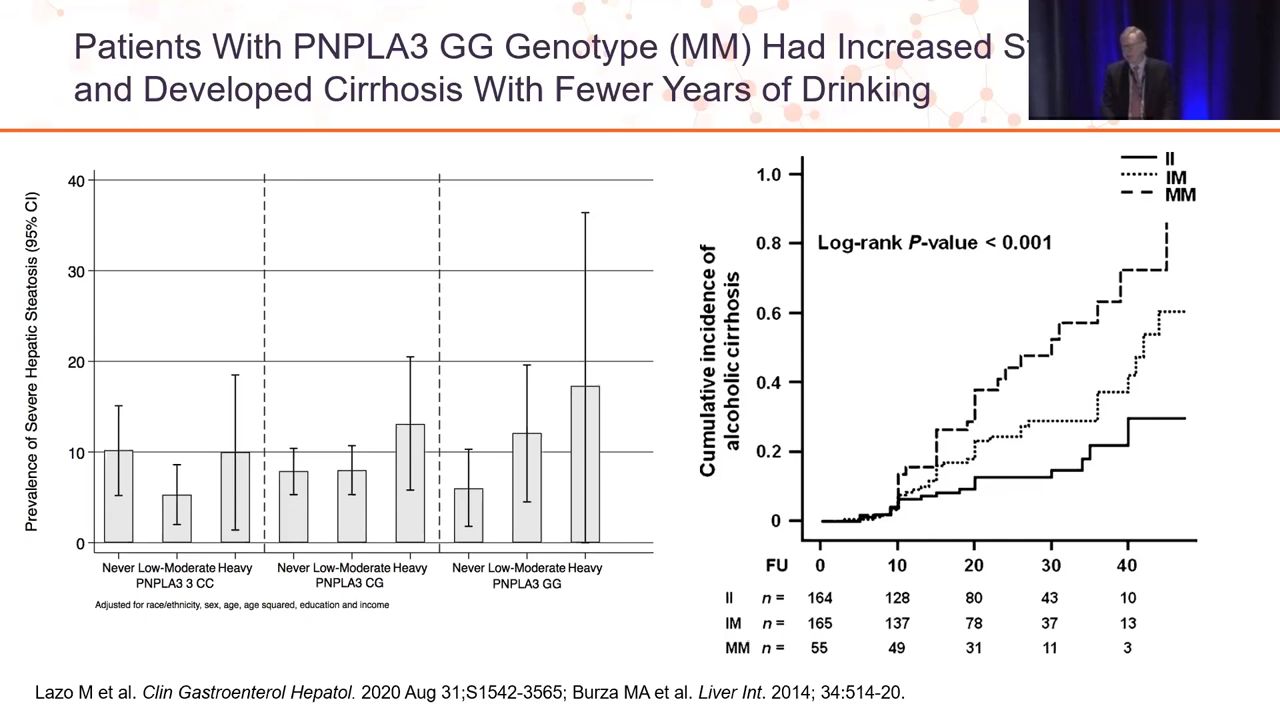 Patients With PNPLA3 GG Genotype (MM) Had Increased
and Developed Cirrhosis With Fewer Years of Drinking
Prevalence of Severe Hepatic Steatosis (95% CI)
40
30
20
10
0
Never Low-Moderate Heavy
PNPLA3 3 CC
Never Low-Moderate Heavy
PNPLA3 CG
Never Low-Moderate Heavy
PNPLA3 GG
Adjusted for race/ethnicity, sex, age, age squared, education and income
II
IM
MM
Log-rank P-value < 0.001
Cumulative incidence of
alcoholic cirrhosis
1.0
0.8
0.6
0.4
0.2
0
FU 0 10 20 30 40
II n = 164 128 80 43 10
IM n = 165 137 78 37 13
MM n = 55 49 31 11 3
Lazo M et al. Clin Gastroenterol Hepatol. 2020 Aug 31;S1542-3565; Burza MA et al. Liver Int. 2014; 34:514-20.